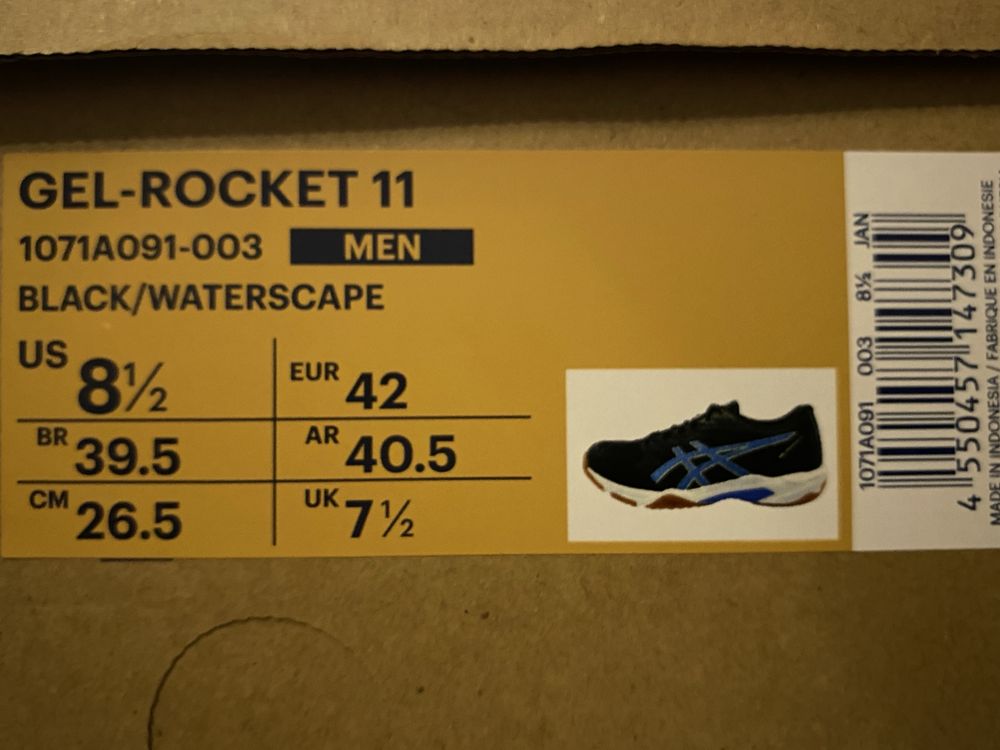 GEL-ROCKET 11
1071A091-003 MEN
BLACK/WATERSCAPE
US 8½ EUR 42
BR 39.5 AR 40.5
CM 26.5 UK 7½
1071A091 003 8½ JAN
4 550457 147309
MADE IN INDONESIA / FABRIQUE EN INDONESIE